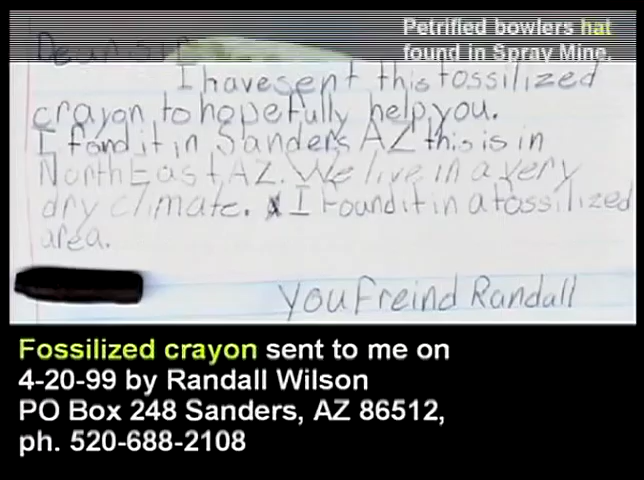 Petrified bowlers hat
found in Spray Mine.
Dear sir
I have sent this fossilized
crayon to hopefully help you.
I fond it in Sanders AZ this is in
North East AZ. We live in a very
dry climate. I found it in a fossilized
area.
you Freind Randall
Fossilized crayon sent to me on
4-20-99 by Randall Wilson
PO Box 248 Sanders, AZ 86512,
ph. 520-688-2108